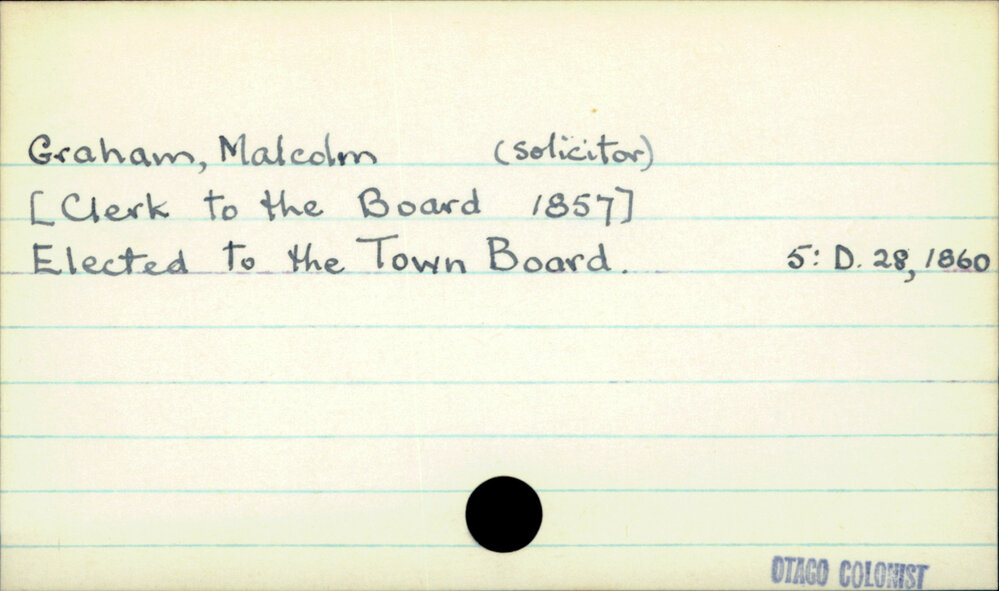 Graham, Malcolm (solicitor)
[Clerk to the Board 1857]
Elected to the Town Board. 5: D. 28, 1860
OTAGO COLONIST